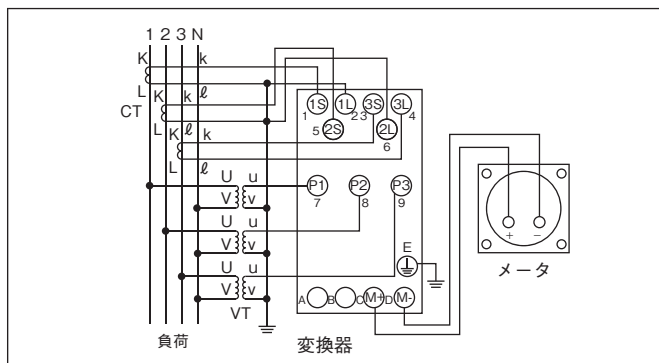 1 2 3 N
K k
L
CT
K k
L ℓ
K k
L ℓ
1S 1L 3S 3L
1 2 3 4
2S 2L
5 6
U u P1 P2 P3
V v 7 8 9
U u
V v
E
U u
V v
VT
A B C M+ D M-
負荷
変換器
+ −
メータ